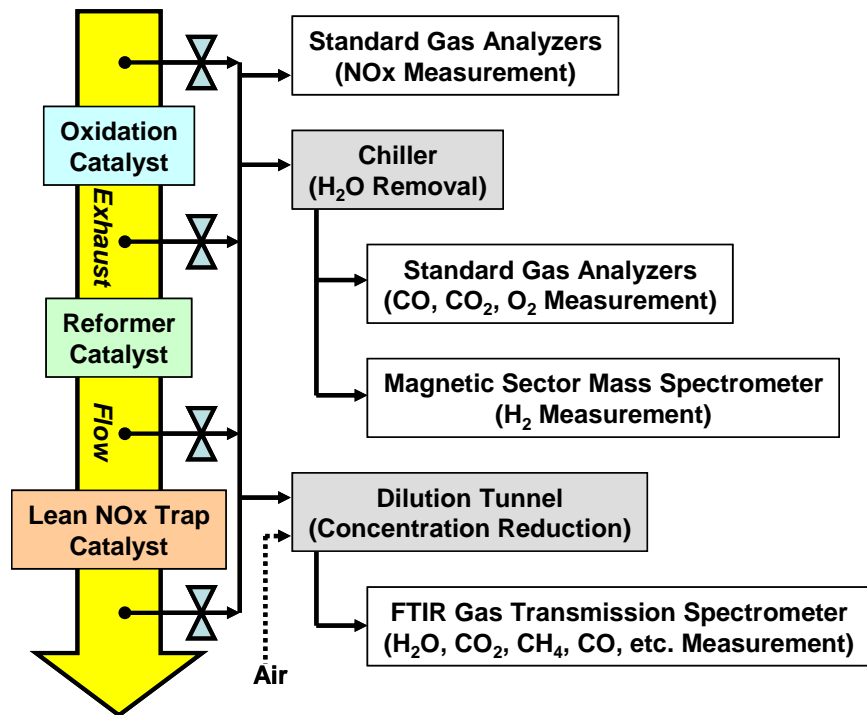 Standard Gas Analyzers
(NOx Measurement)
Oxidation
Catalyst
Chiller
(H₂O Removal)
Exhaust
Standard Gas Analyzers
(CO, CO₂, O₂ Measurement)
Reformer
Catalyst
Magnetic Sector Mass Spectrometer
(H₂ Measurement)
Flow
Dilution Tunnel
(Concentration Reduction)
Lean NOx Trap
Catalyst
FTIR Gas Transmission Spectrometer
(H₂O, CO₂, CH₄, CO, etc. Measurement)
Air